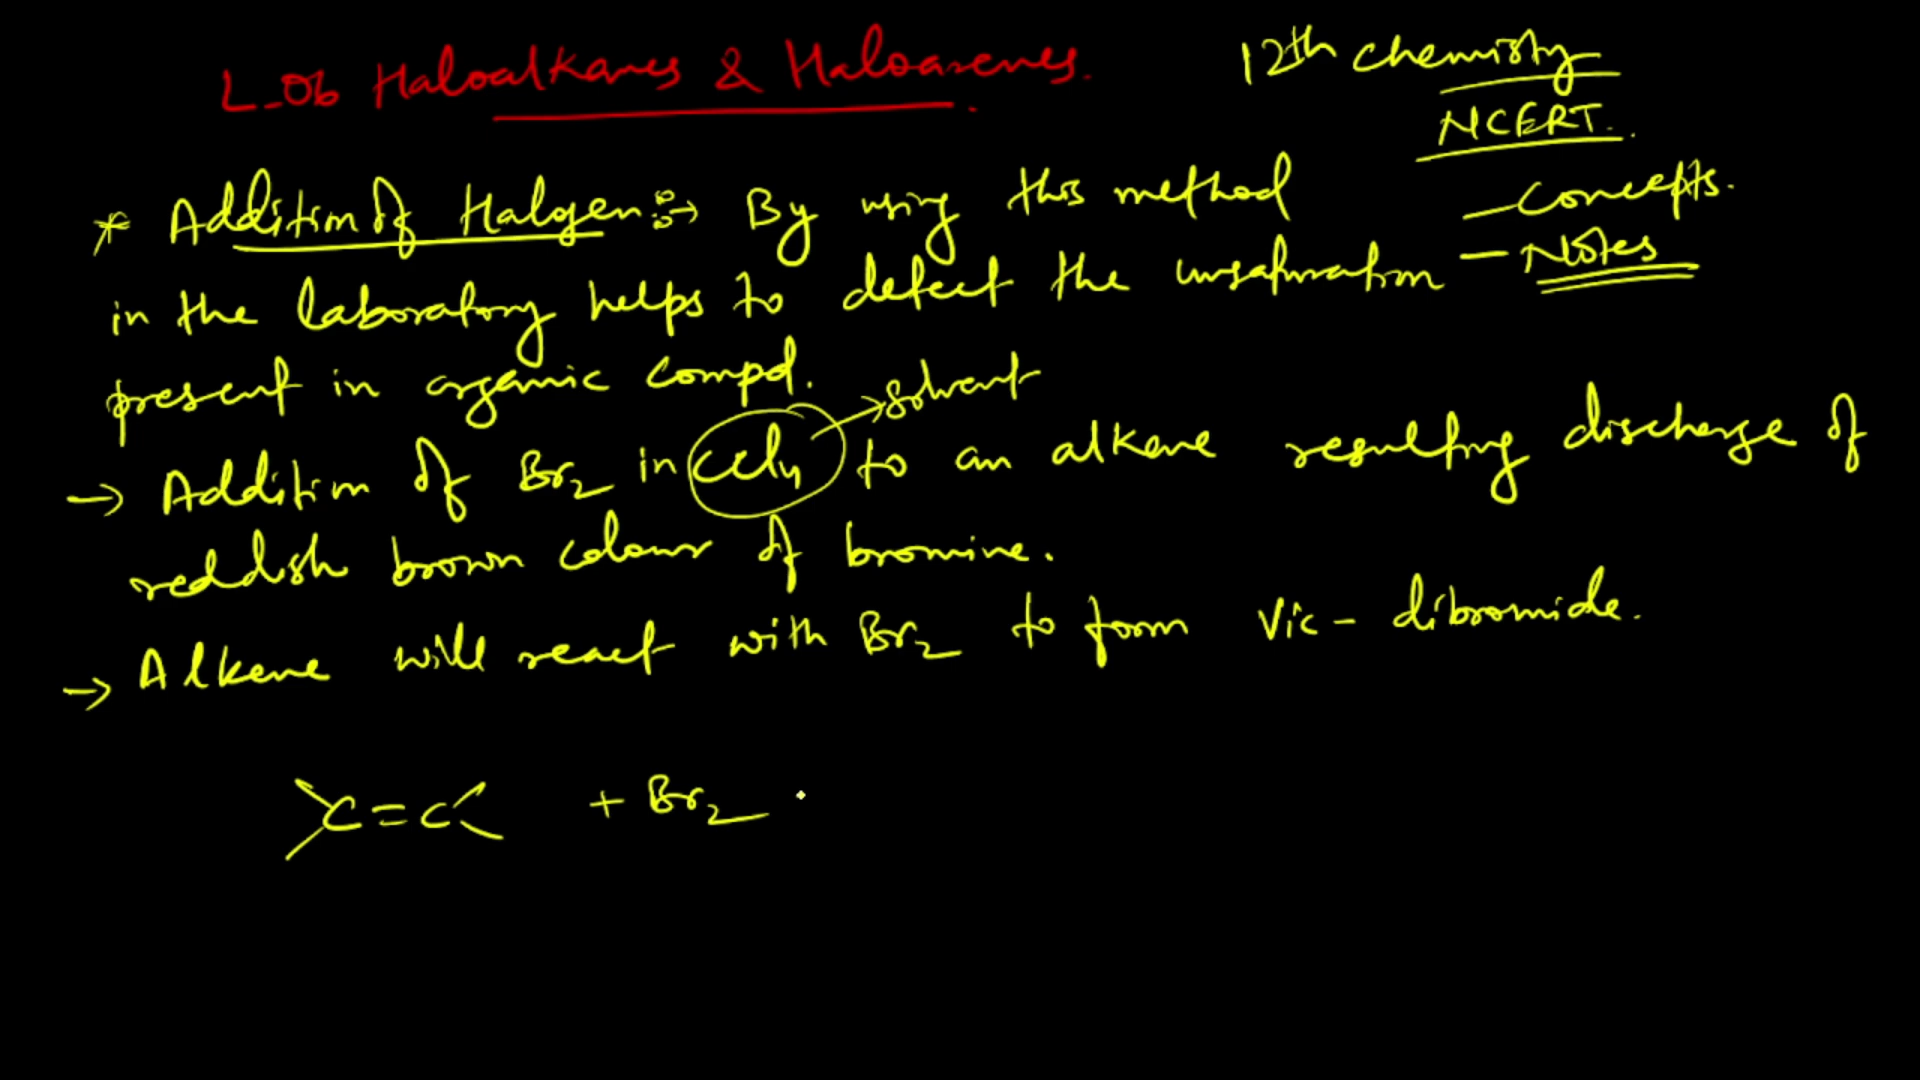 L-06 Haloalkanes & Haloarenes.
12th chemistry
NCERT.
- Concepts.
- Notes
* Addition of Halogen :→ By using this method
in the laboratory helps to detect the unsaturation
present in organic compd.
→ solvent
→ Addition of Br2 in CCl4 to an alkene resulting discharge of
reddish brown colour of bromine.
→ Alkene will react with Br2 to form Vic - dibromide.
C=C + Br2